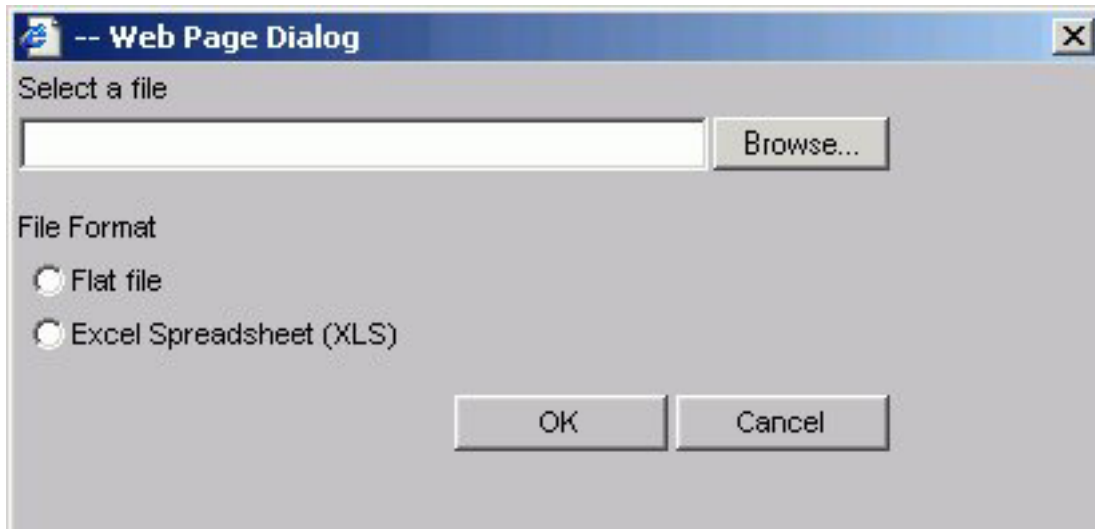 -- Web Page Dialog
Select a file
Browse...
File Format
Flat file
Excel Spreadsheet (XLS)
OK Cancel